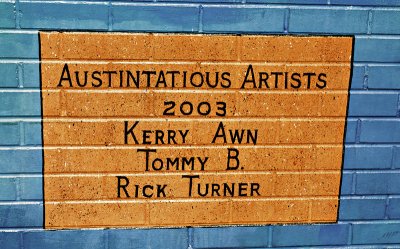 Austintatious Artists
2003
Kerry Awn
Tommy B.
Rick Turner